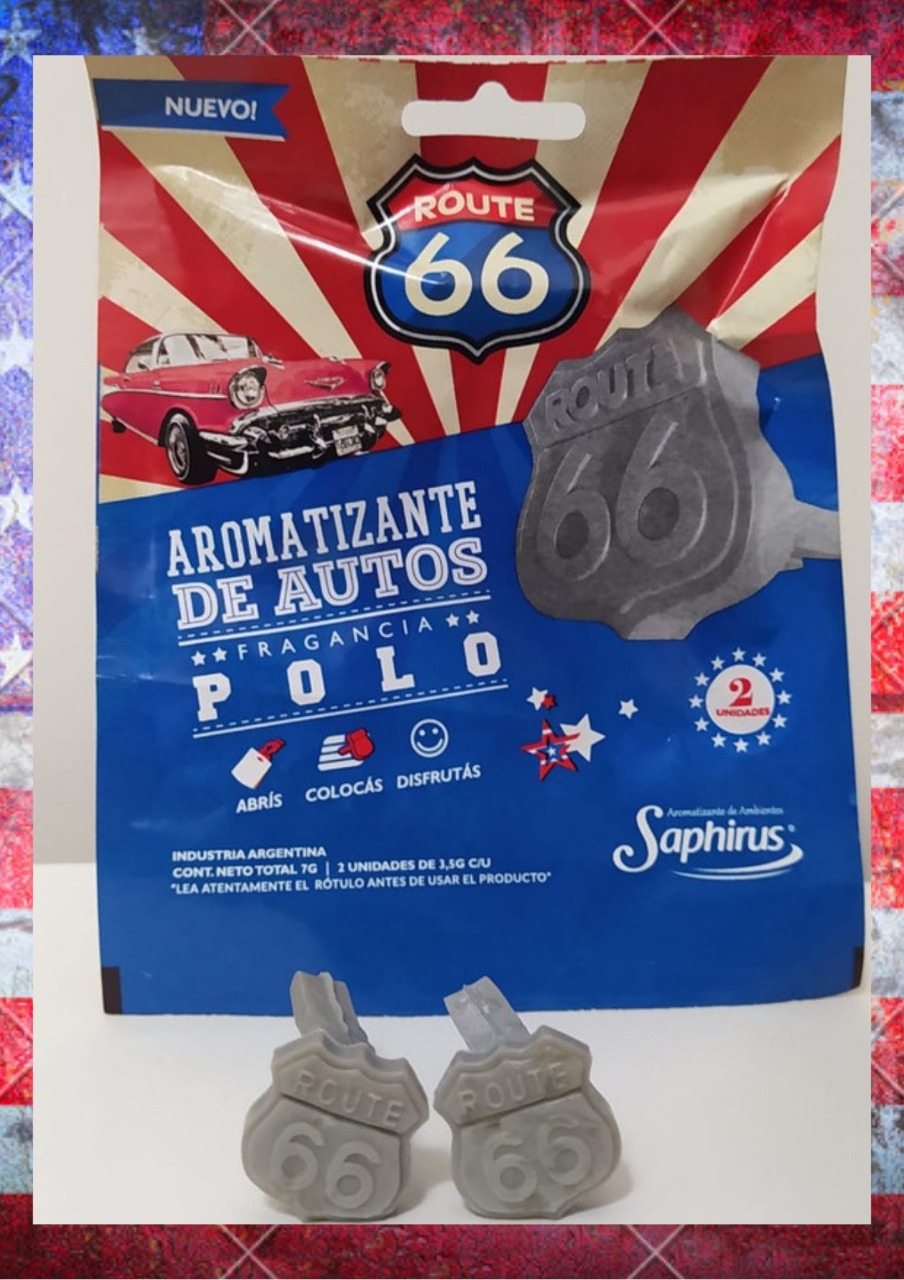 NUEVO!
ROUTE
66
ROUT
66
AROMATIZANTE
DE AUTOS
FRAGANCIA
POLO
2
UNIDADES
ABRÍS
COLOCÁS
DISFRUTÁS
Aromatizante de Ambientes
Saphirus
INDUSTRIA ARGENTINA
CONT. NETO TOTAL 7G | 2 UNIDADES DE 3,5G C/U
"LEA ATENTAMENTE EL RÓTULO ANTES DE USAR EL PRODUCTO"
ROUTE
66
ROUTE
66